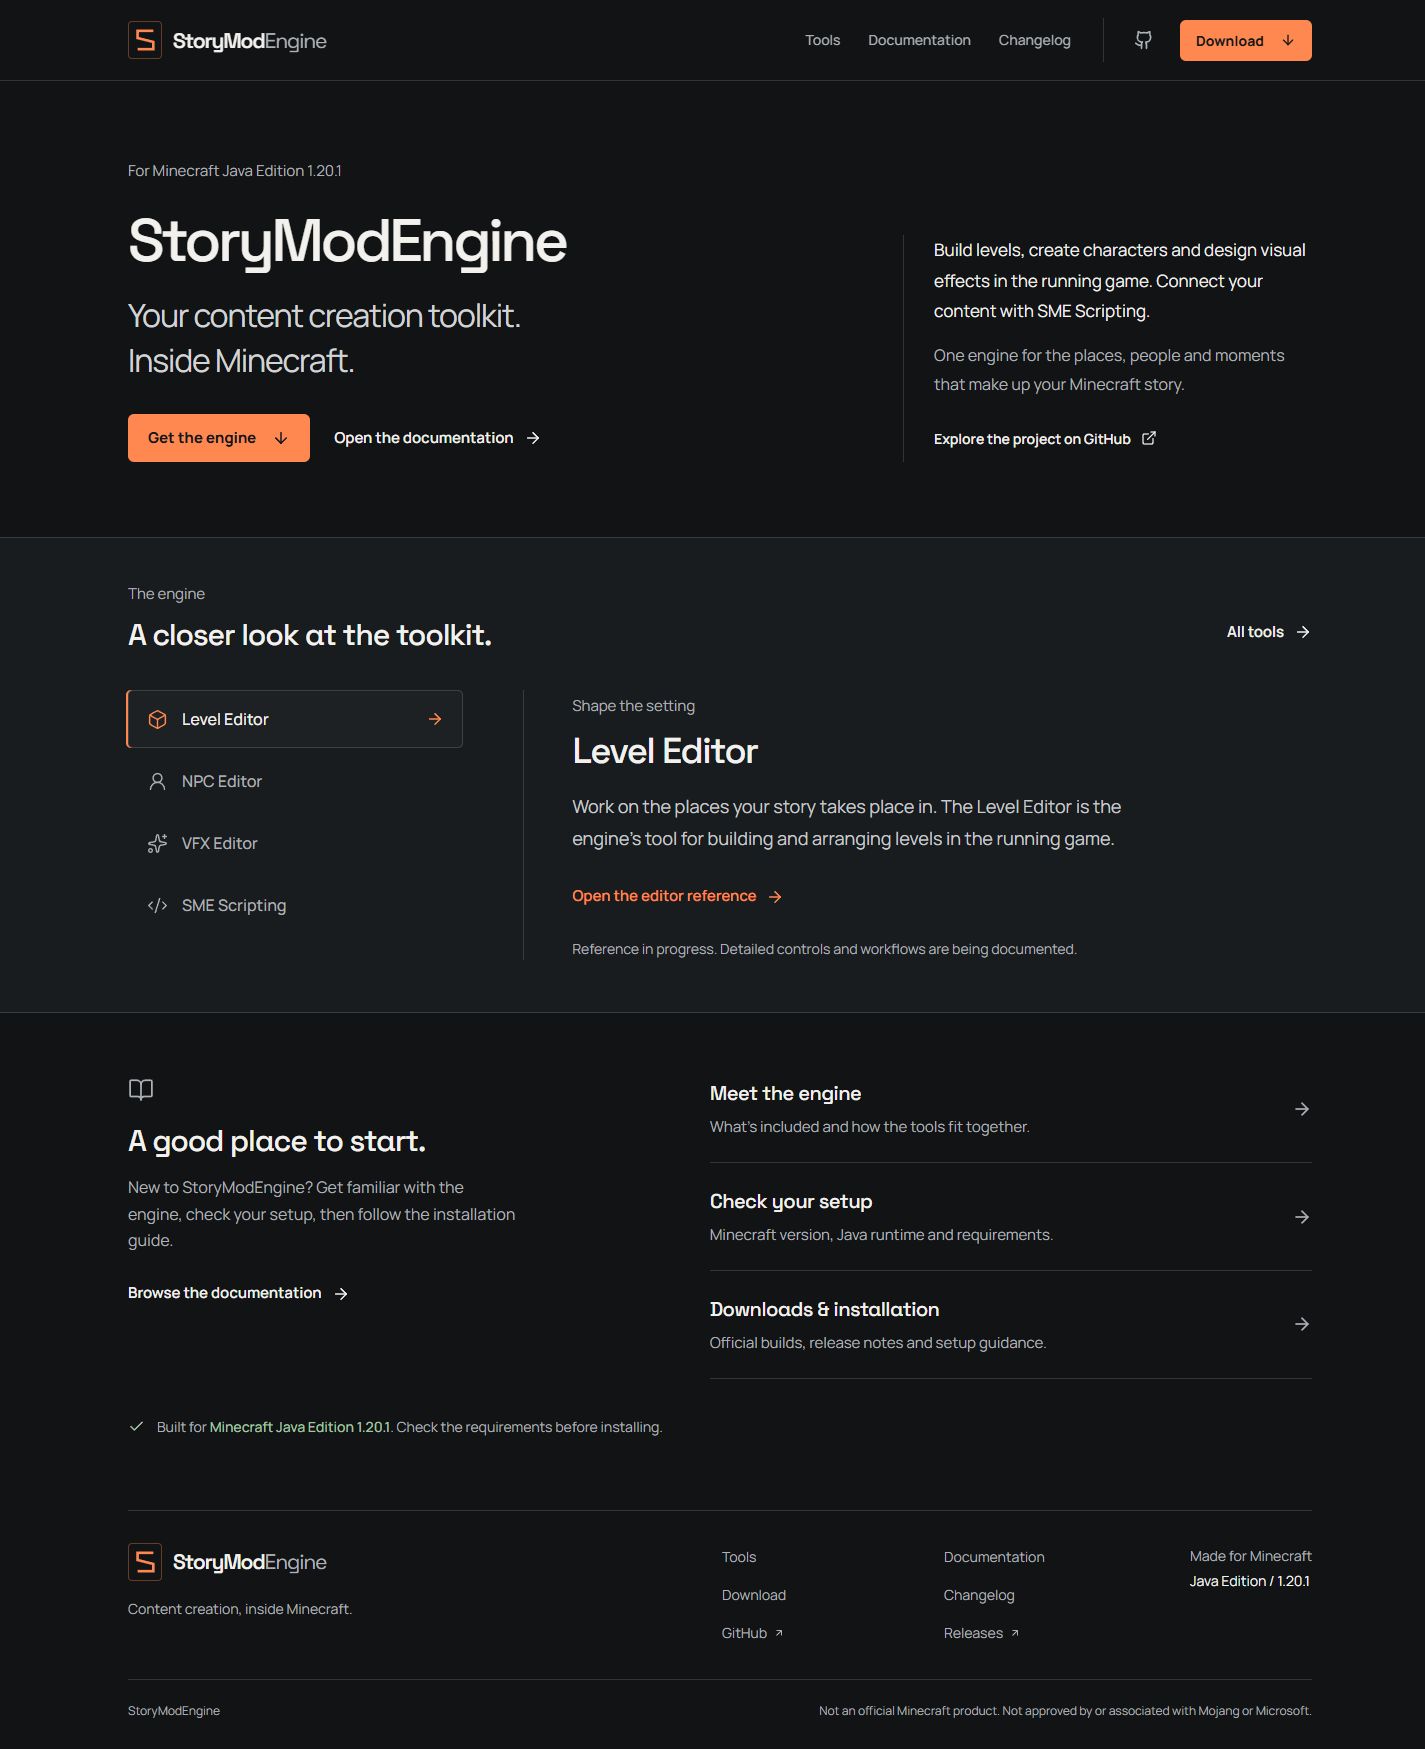 StoryModEngine
Tools
Documentation
Changelog
Download
For Minecraft Java Edition 1.20.1
StoryModEngine
Your content creation toolkit.
Inside Minecraft.
Get the engine
Open the documentation
Build levels, create characters and design visual
effects in the running game. Connect your
content with SME Scripting.
One engine for the places, people and moments
that make up your Minecraft story.
Explore the project on GitHub
The engine
A closer look at the toolkit.
All tools
Level Editor
NPC Editor
VFX Editor
SME Scripting
Shape the setting
Level Editor
Work on the places your story takes place in. The Level Editor is the
engine's tool for building and arranging levels in the running game.
Open the editor reference
Reference in progress. Detailed controls and workflows are being documented.
A good place to start.
New to StoryModEngine? Get familiar with the
engine, check your setup, then follow the installation
guide.
Browse the documentation
Meet the engine
What's included and how the tools fit together.
Check your setup
Minecraft version, Java runtime and requirements.
Downloads & installation
Official builds, release notes and setup guidance.
Built for Minecraft Java Edition 1.20.1. Check the requirements before installing.
StoryModEngine
Content creation, inside Minecraft.
Tools
Download
GitHub
Documentation
Changelog
Releases
Made for Minecraft
Java Edition / 1.20.1
StoryModEngine
Not an official Minecraft product. Not approved by or associated with Mojang or Microsoft.